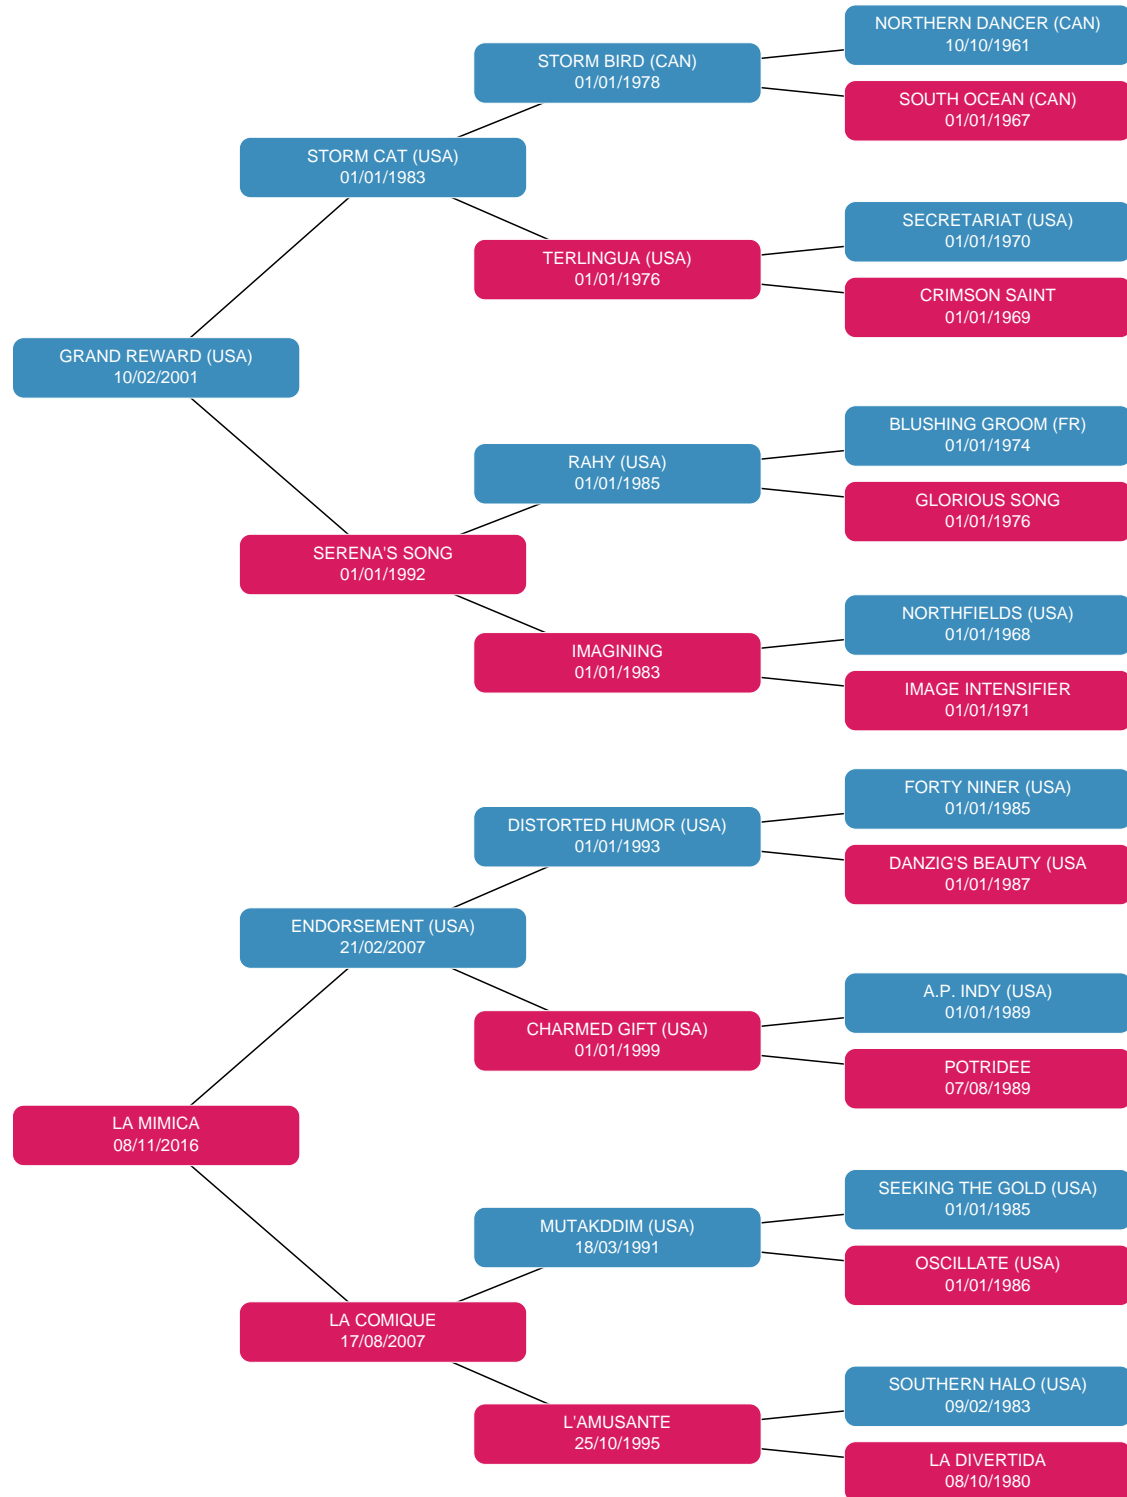 NORTHERN DANCER (CAN)
10/10/1961
STORM BIRD (CAN)
01/01/1978
SOUTH OCEAN (CAN)
01/01/1967
STORM CAT (USA)
01/01/1983
SECRETARIAT (USA)
01/01/1970
TERLINGUA (USA)
01/01/1976
CRIMSON SAINT
01/01/1969
GRAND REWARD (USA)
10/02/2001
BLUSHING GROOM (FR)
01/01/1974
RAHY (USA)
01/01/1985
GLORIOUS SONG
01/01/1976
SERENA'S SONG
01/01/1992
NORTHFIELDS (USA)
01/01/1968
IMAGINING
01/01/1983
IMAGE INTENSIFIER
01/01/1971
FORTY NINER (USA)
01/01/1985
DISTORTED HUMOR (USA)
01/01/1993
DANZIG'S BEAUTY (USA
01/01/1987
ENDORSEMENT (USA)
21/02/2007
A.P. INDY (USA)
01/01/1989
CHARMED GIFT (USA)
01/01/1999
POTRIDEE
07/08/1989
LA MIMICA
08/11/2016
SEEKING THE GOLD (USA)
01/01/1985
MUTAKDDIM (USA)
18/03/1991
OSCILLATE (USA)
01/01/1986
LA COMIQUE
17/08/2007
SOUTHERN HALO (USA)
09/02/1983
L'AMUSANTE
25/10/1995
LA DIVERTIDA
08/10/1980